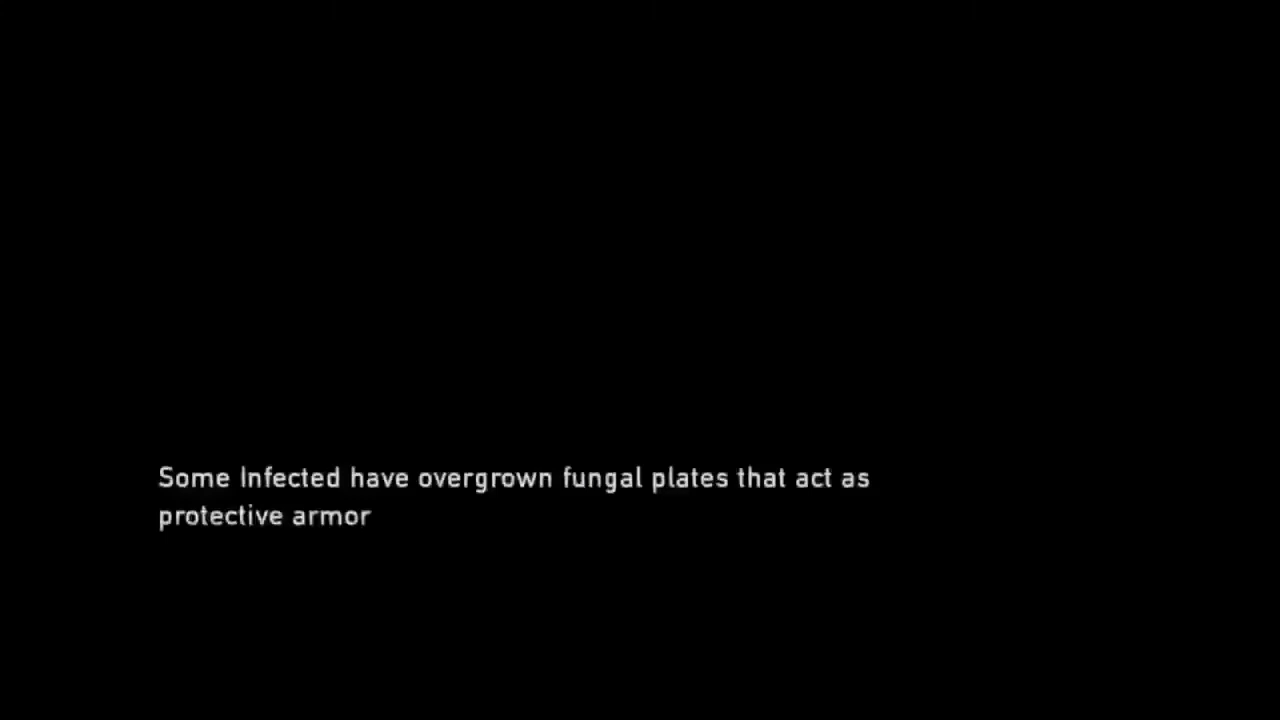 Some Infected have overgrown fungal plates that act as
protective armor